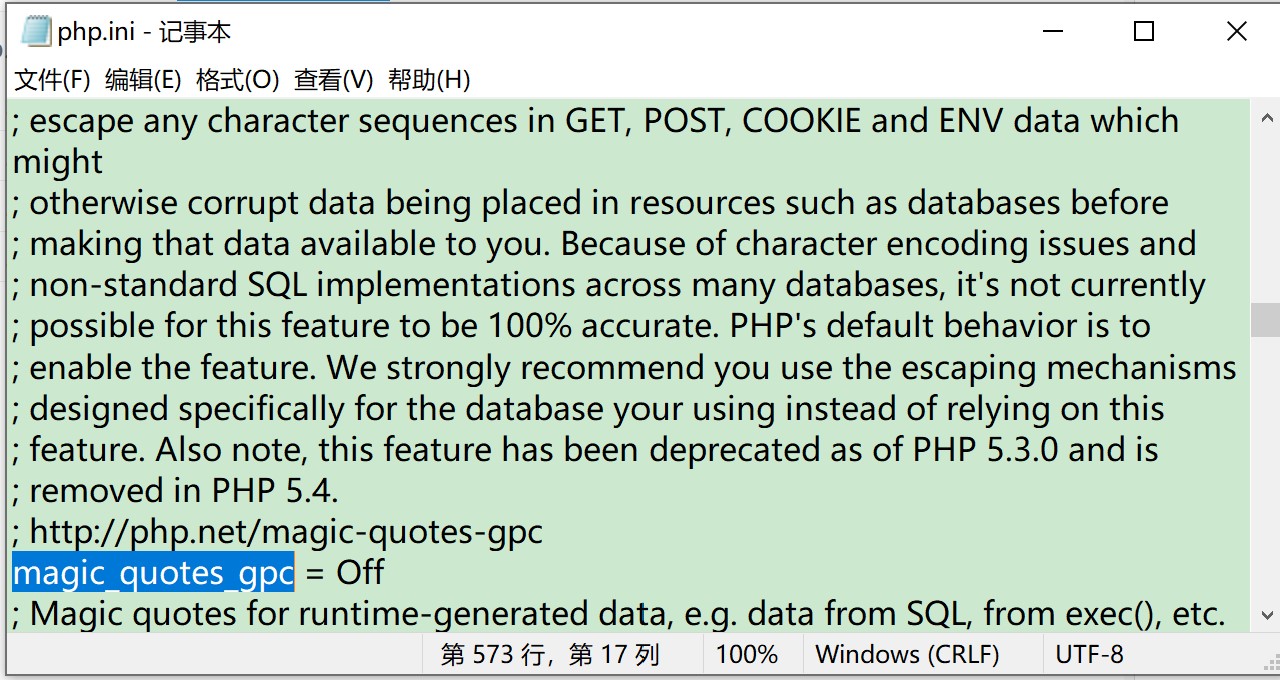 php.ini - 记事本
文件(F) 编辑(E) 格式(O) 查看(V) 帮助(H)
; escape any character sequences in GET, POST, COOKIE and ENV data which
might
; otherwise corrupt data being placed in resources such as databases before
; making that data available to you. Because of character encoding issues and
; non-standard SQL implementations across many databases, it's not currently
; possible for this feature to be 100% accurate. PHP's default behavior is to
; enable the feature. We strongly recommend you use the escaping mechanisms
; designed specifically for the database your using instead of relying on this
; feature. Also note, this feature has been deprecated as of PHP 5.3.0 and is
; removed in PHP 5.4.
; http://php.net/magic-quotes-gpc
magic_quotes_gpc = Off
; Magic quotes for runtime-generated data, e.g. data from SQL, from exec(), etc.
第 573 行，第 17 列 100% Windows (CRLF) UTF-8